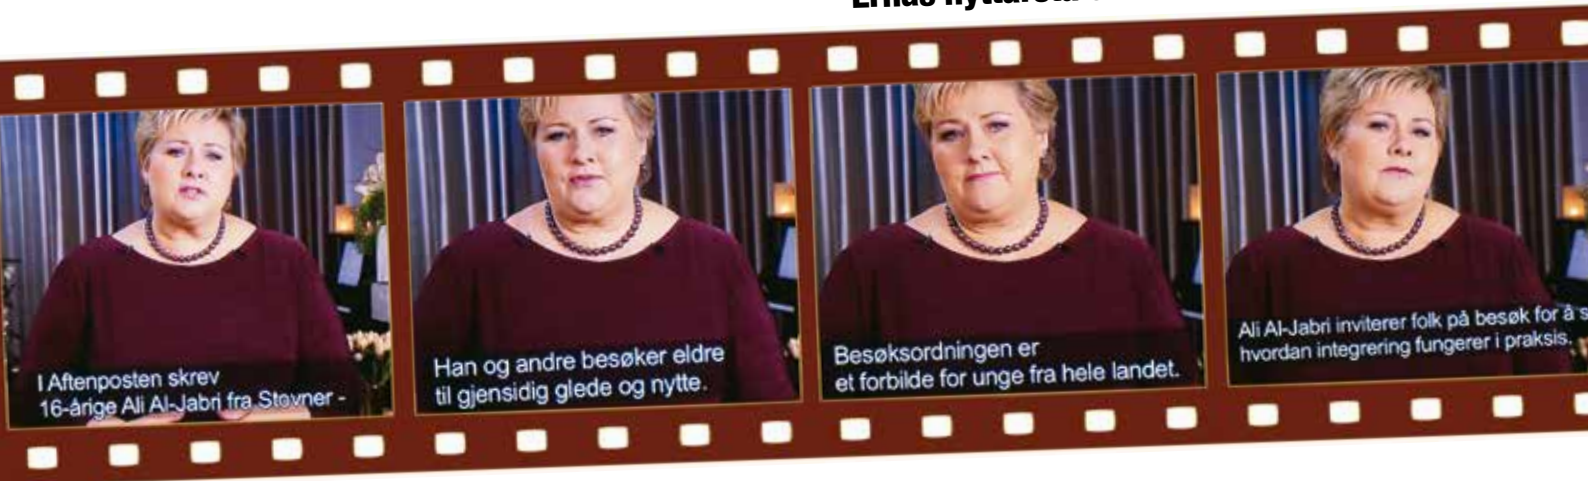 Ernas
I Aftenposten skrev
16-årige Ali Al-Jabri fra Stovner -
Han og andre besøker eldre
til gjensidig glede og nytte.
Besøksordningen er
et forbilde for unge fra hele landet.
Ali Al-Jabri inviterer folk på besøk for å
hvordan integrering fungerer i praksis.